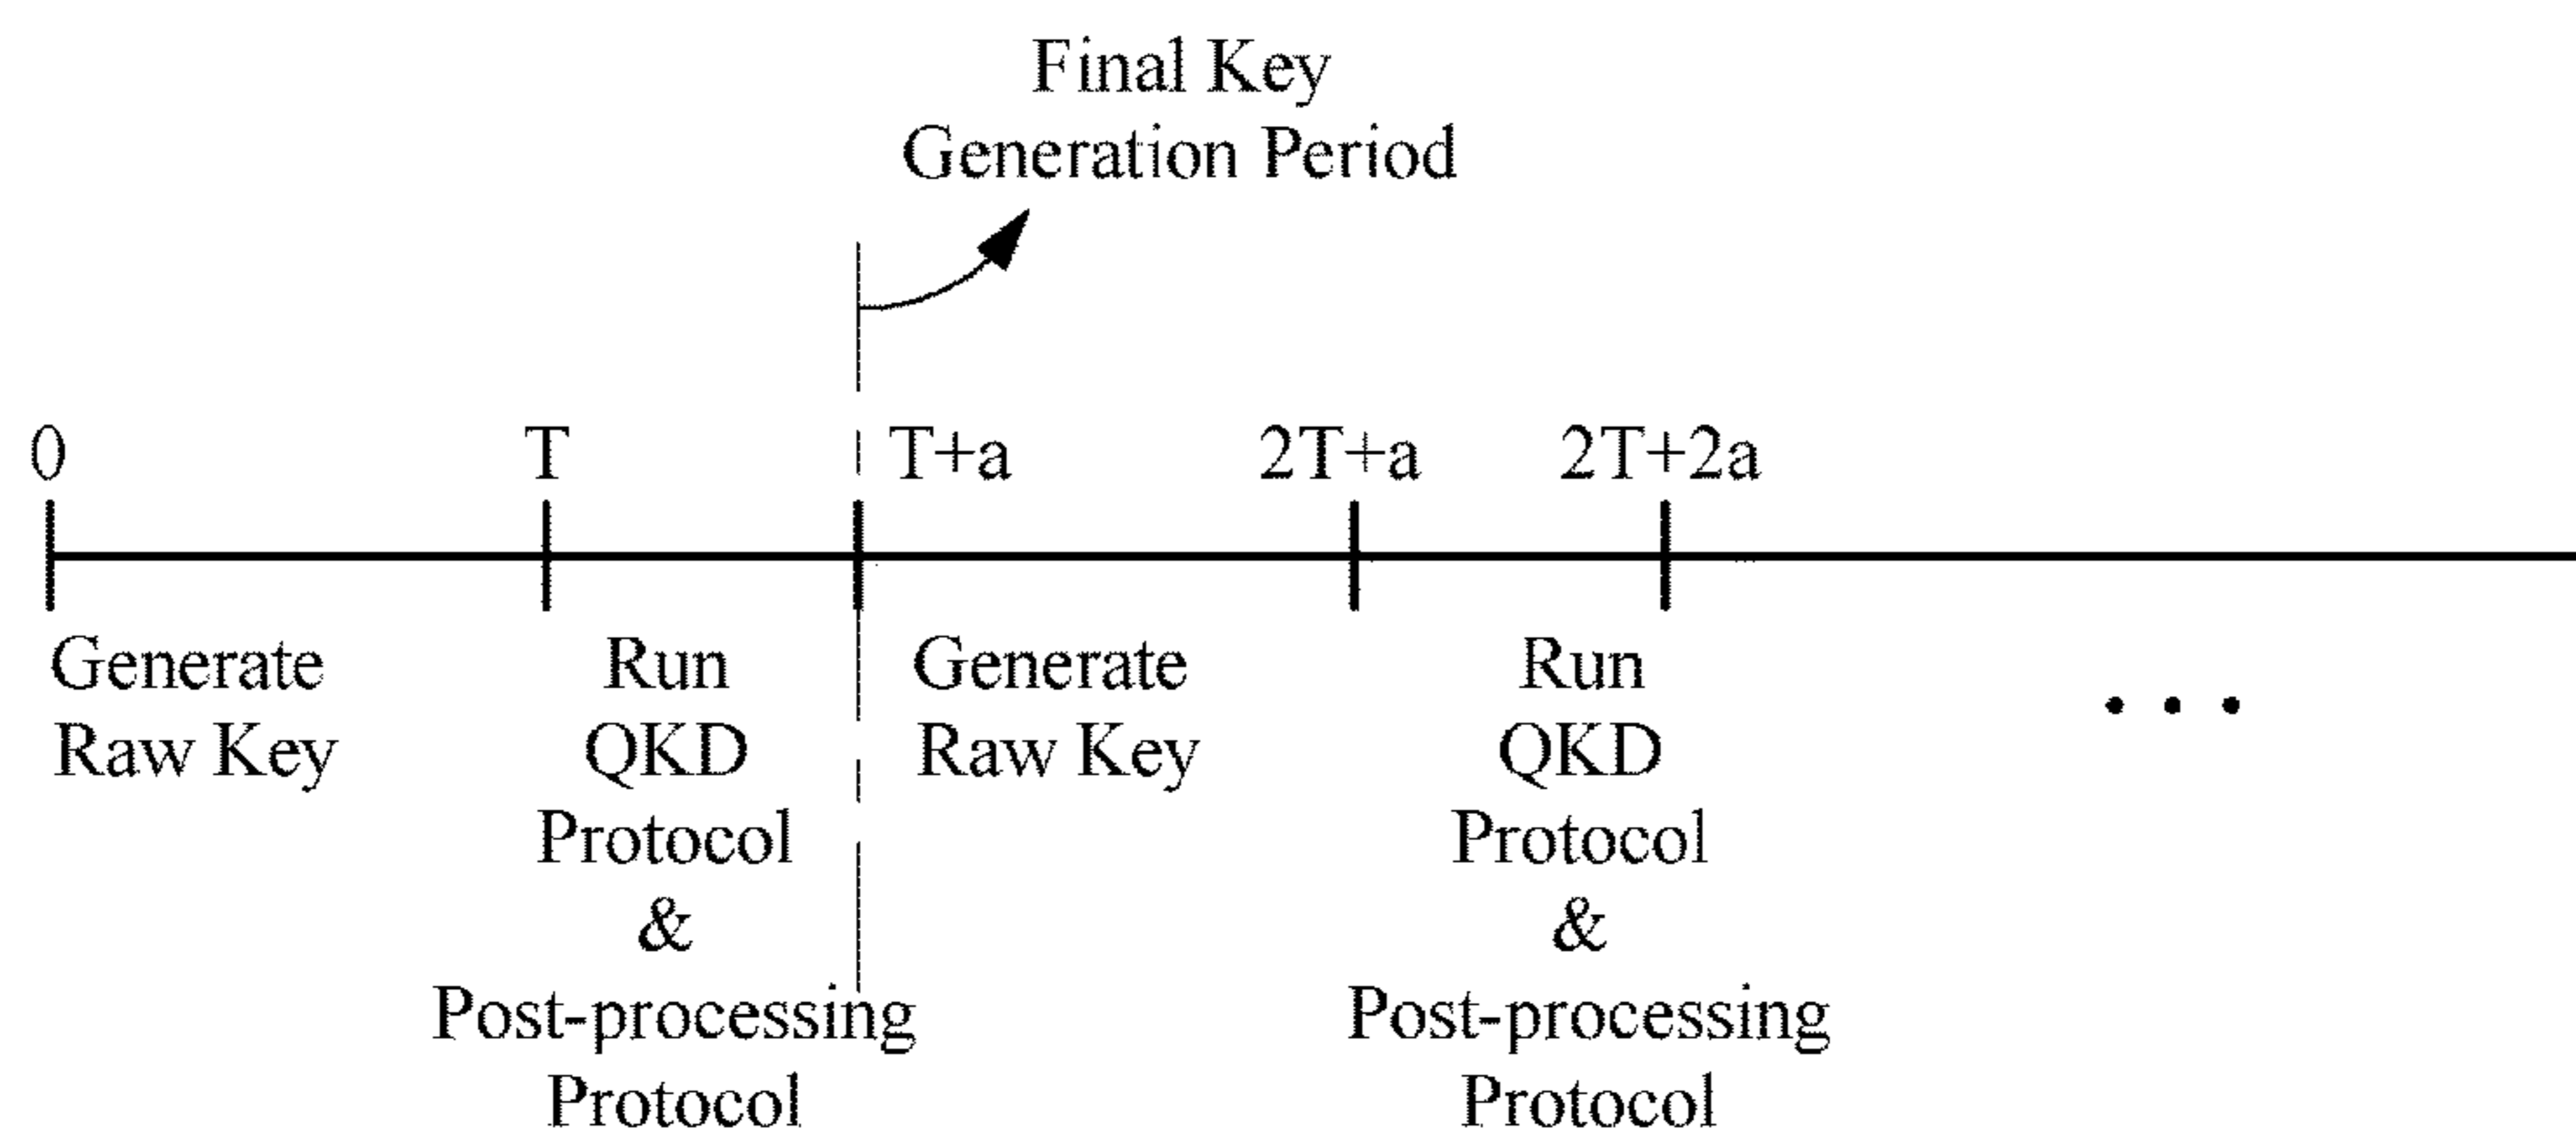 Final Key
Generation Period
0
T
T+a
2T+a
2T+2a
Generate
Raw Key
Run
QKD
Protocol
&
Post-processing
Protocol
Generate
Raw Key
Run
QKD
Protocol
&
Post-processing
Protocol
. . .